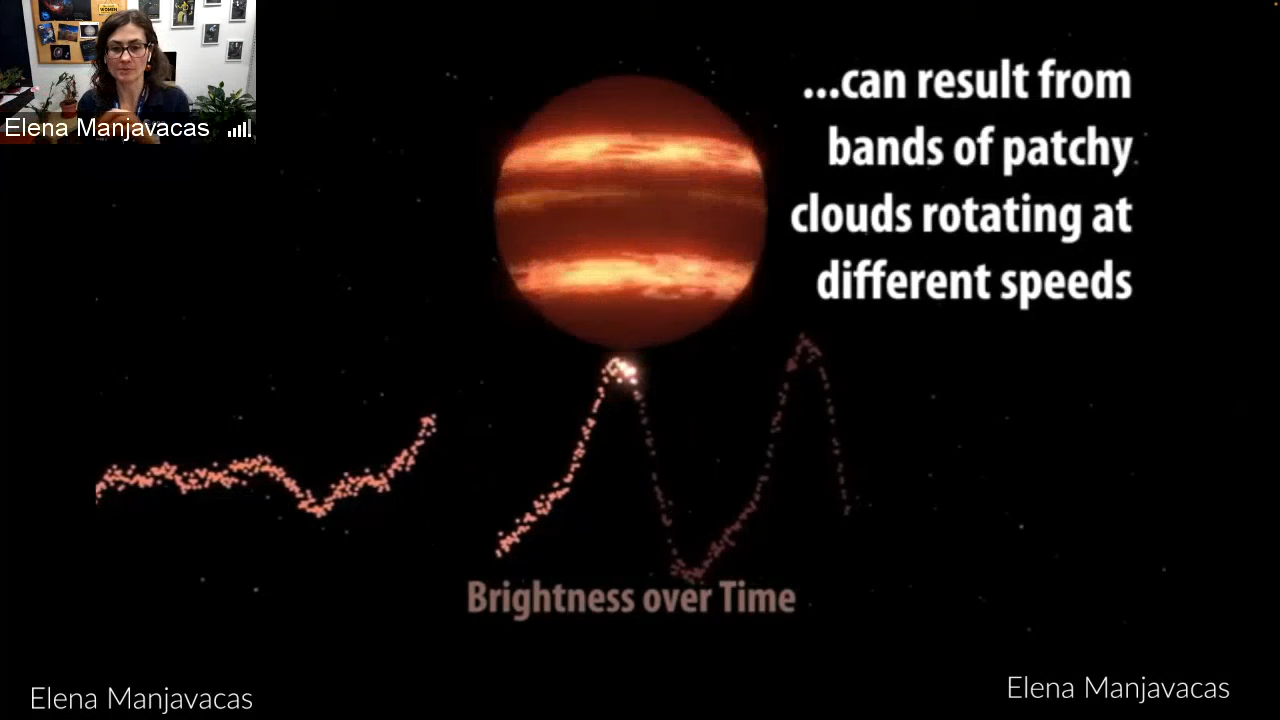 WOMEN
Elena Manjavacas
...can result from
bands of patchy
clouds rotating at
different speeds
Brightness over Time
Elena Manjavacas
Elena Manjavacas